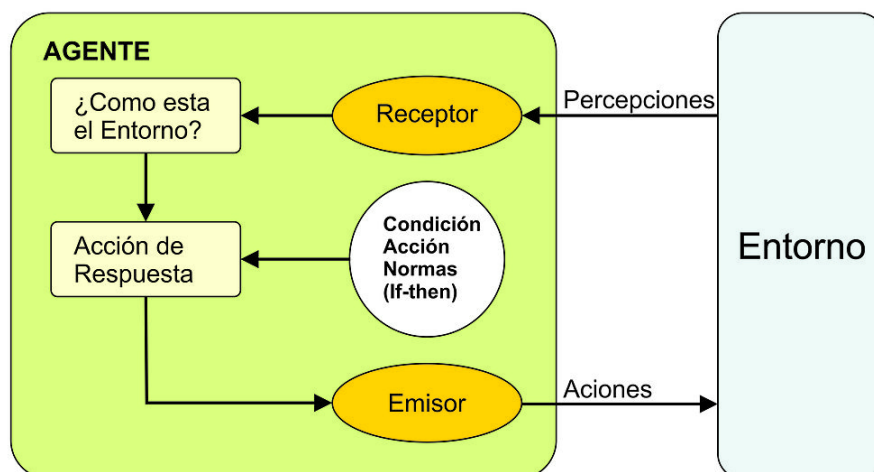 AGENTE
¿Como esta
el Entorno?
Receptor
Percepciones
Acción de
Respuesta
Condición
Acción
Normas
(If-then)
Entorno
Emisor
Aciones